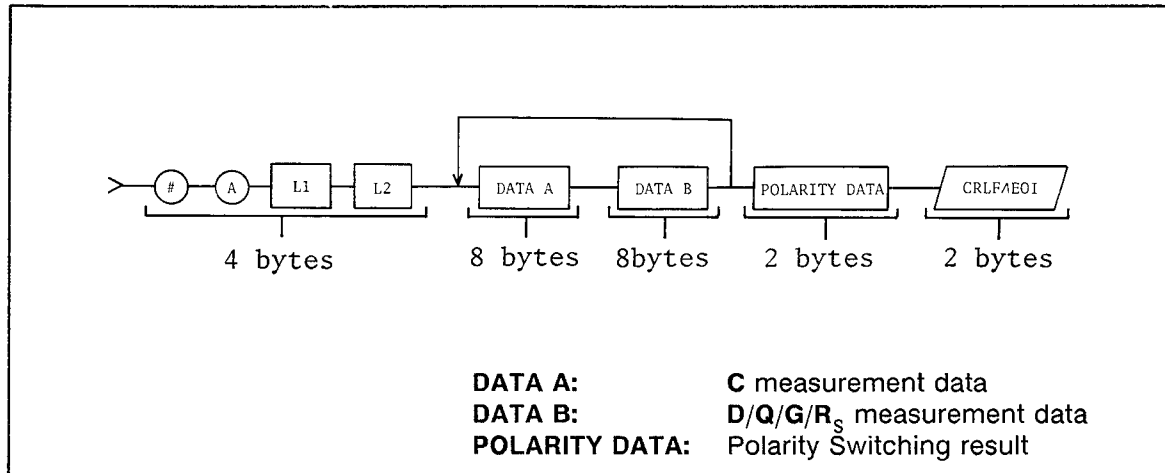 # A L1 L2 DATA A DATA B POLARITY DATA CRLF∧EOI
4 bytes 8 bytes 8bytes 2 bytes 2 bytes
DATA A: C measurement data
DATA B: D/Q/G/RS measurement data
POLARITY DATA: Polarity Switching result